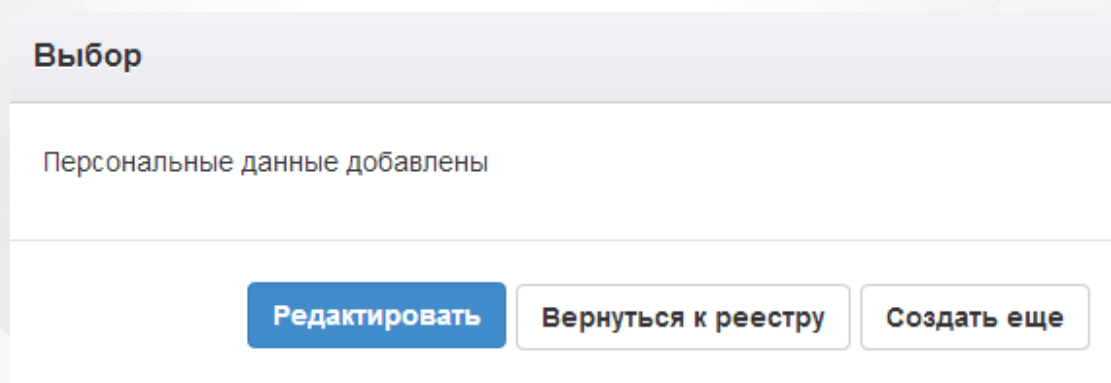 Выбор
Персональные данные добавлены
Редактировать Вернуться к реестру Создать еще